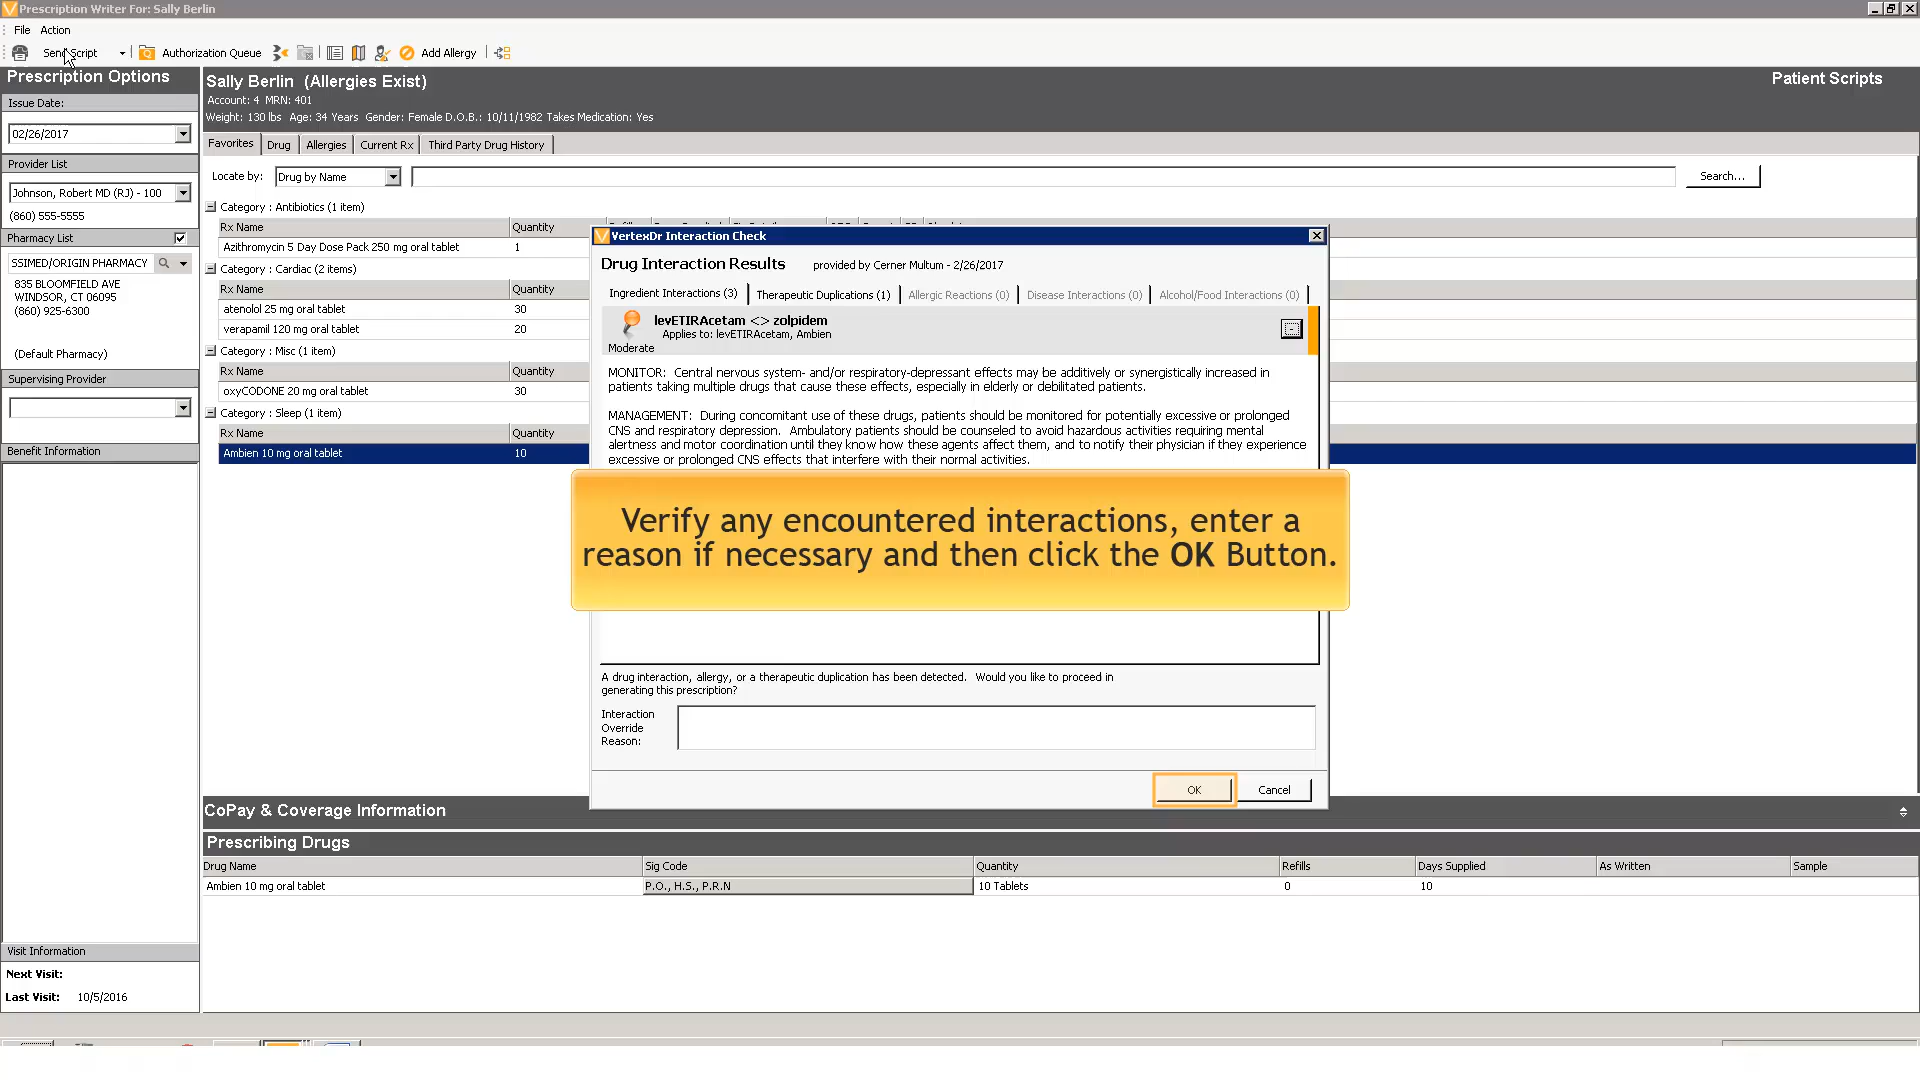 Prescription Writer For: Sally Berlin
File Action
Send Script Authorization Queue Add Allergy
Prescription Options
Issue Date:
02/26/2017
Provider List
Johnson, Robert MD (RJ) - 100
(860) 555-5555
Pharmacy List
SSIMED/ORIGIN PHARMACY
835 BLOOMFIELD AVE
WINDSOR, CT 06095
(860) 925-6300
(Default Pharmacy)
Supervising Provider
Benefit Information
Visit Information
Next Visit:
Last Visit: 10/5/2016
Sally Berlin (Allergies Exist)
Patient Scripts
Account: 4 MRN: 401
Weight: 130 lbs Age: 34 Years Gender: Female D.O.B.: 10/11/1982 Takes Medication: Yes
Favorites Drug Allergies Current Rx Third Party Drug History
Locate by: Drug by Name Search...
Category : Antibiotics (1 item)
Rx Name Quantity
Azithromycin 5 Day Dose Pack 250 mg oral tablet 1
Category : Cardiac (2 items)
Rx Name Quantity
atenolol 25 mg oral tablet 30
verapamil 120 mg oral tablet 20
Category : Misc (1 item)
Rx Name Quantity
oxyCODONE 20 mg oral tablet 30
Category : Sleep (1 item)
Rx Name Quantity
Ambien 10 mg oral tablet 10
VertexDr Interaction Check
Drug Interaction Results provided by Cerner Multum - 2/26/2017
Ingredient Interactions (3) Therapeutic Duplications (1) Allergic Reactions (0) Disease Interactions (0) Alcohol/Food Interactions (0)
levETIRAcetam <> zolpidem
Applies to: levETIRAcetam, Ambien
Moderate
MONITOR: Central nervous system- and/or respiratory-depressant effects may be additively or synergistically increased in
patients taking multiple drugs that cause these effects, especially in elderly or debilitated patients.
MANAGEMENT: During concomitant use of these drugs, patients should be monitored for potentially excessive or prolonged
CNS and respiratory depression. Ambulatory patients should be counseled to avoid hazardous activities requiring mental
alertness and motor coordination until they know how these agents affect them, and to notify their physician if they experience
excessive or prolonged CNS effects that interfere with their normal activities.
Verify any encountered interactions, enter a
reason if necessary and then click the OK Button.
A drug interaction, allergy, or a therapeutic duplication has been detected. Would you like to proceed in
generating this prescription?
Interaction
Override
Reason:
OK Cancel
CoPay & Coverage Information
Prescribing Drugs
Drug Name Sig Code Quantity Refills Days Supplied As Written Sample
Ambien 10 mg oral tablet P.O., H.S., P.R.N 10 Tablets 0 10